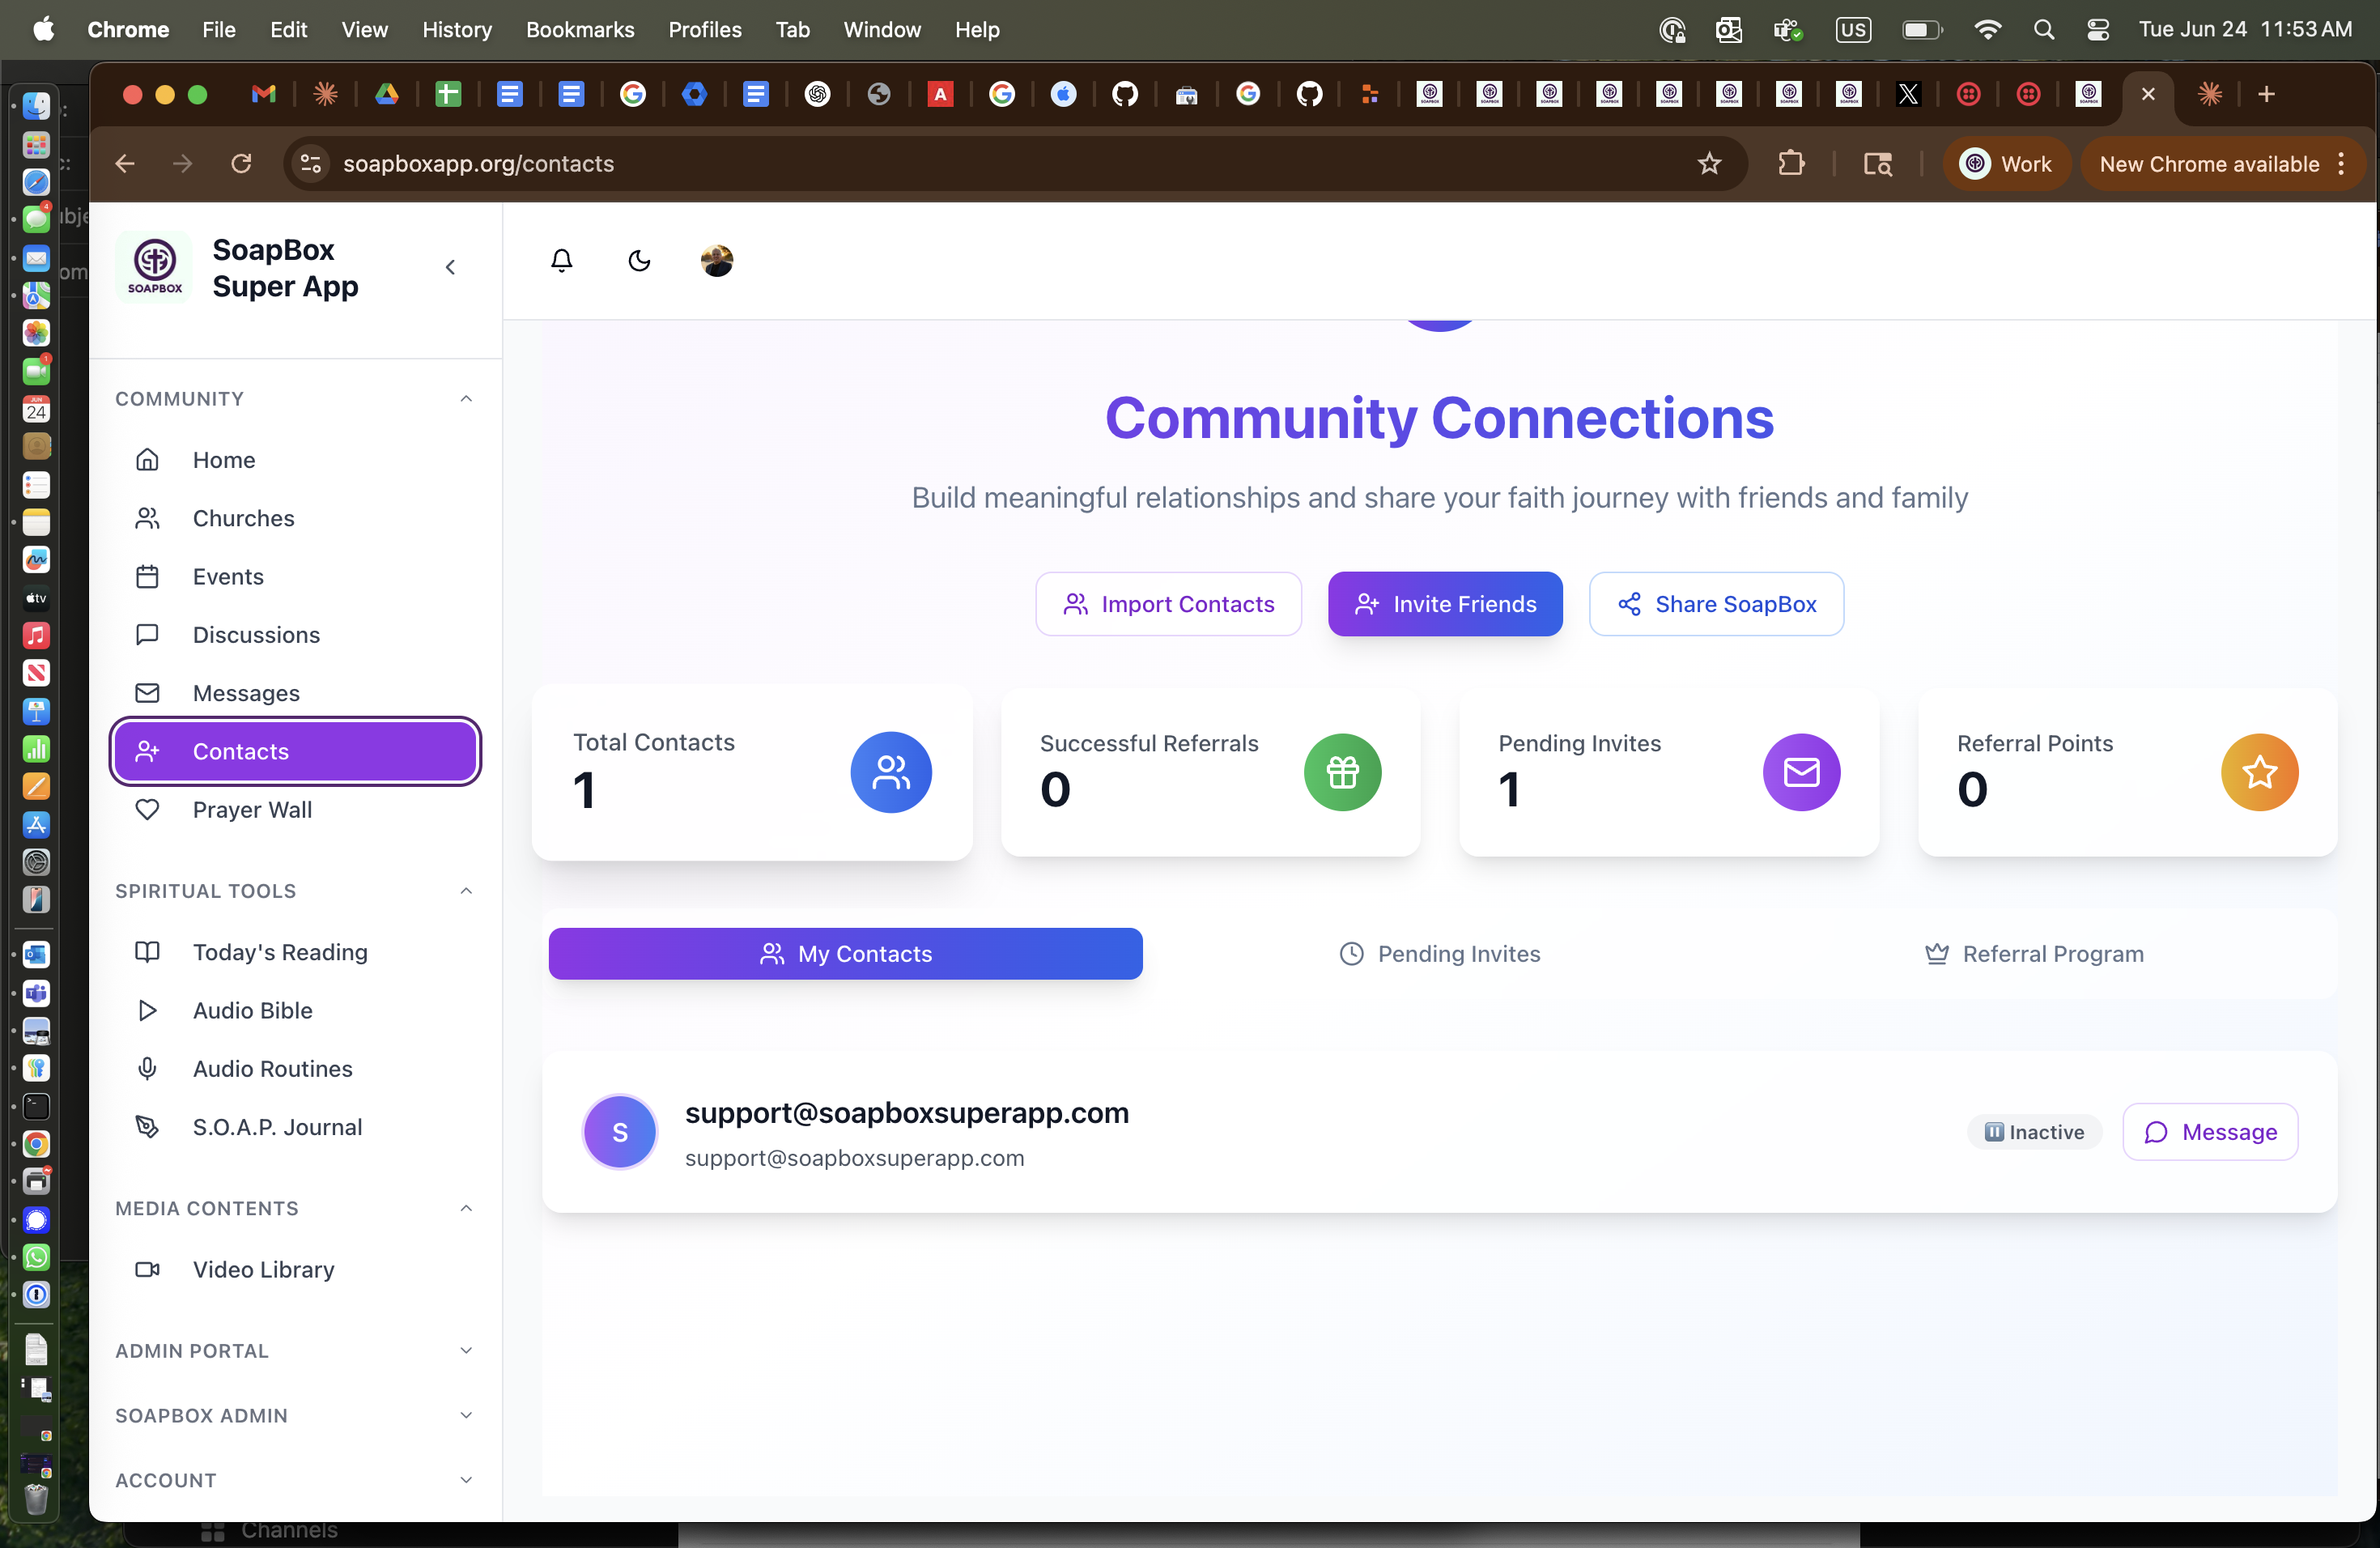 Chrome File Edit View History Bookmarks Profiles Tab Window Help US Tue Jun 24 11:53 AM
soapboxapp.org/contacts Work New Chrome available
SOAPBOX
SoapBox
Super App
COMMUNITY
Home
Churches
Events
Discussions
Messages
Contacts
Prayer Wall
SPIRITUAL TOOLS
Today's Reading
Audio Bible
Audio Routines
S.O.A.P. Journal
MEDIA CONTENTS
Video Library
ADMIN PORTAL
SOAPBOX ADMIN
ACCOUNT
Community Connections
Build meaningful relationships and share your faith journey with friends and family
Import Contacts Invite Friends Share SoapBox
Total Contacts
1
Successful Referrals
0
Pending Invites
1
Referral Points
0
My Contacts Pending Invites Referral Program
S
support@soapboxsuperapp.com
support@soapboxsuperapp.com
Inactive Message
JUN
24
tv
Channels